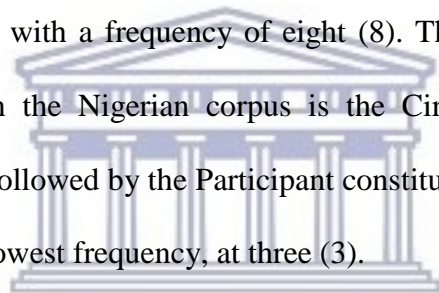 with a frequency of eight (8). Th
the Nigerian corpus is the Cir
ollowed by the Participant constitu
owest frequency, at three (3).